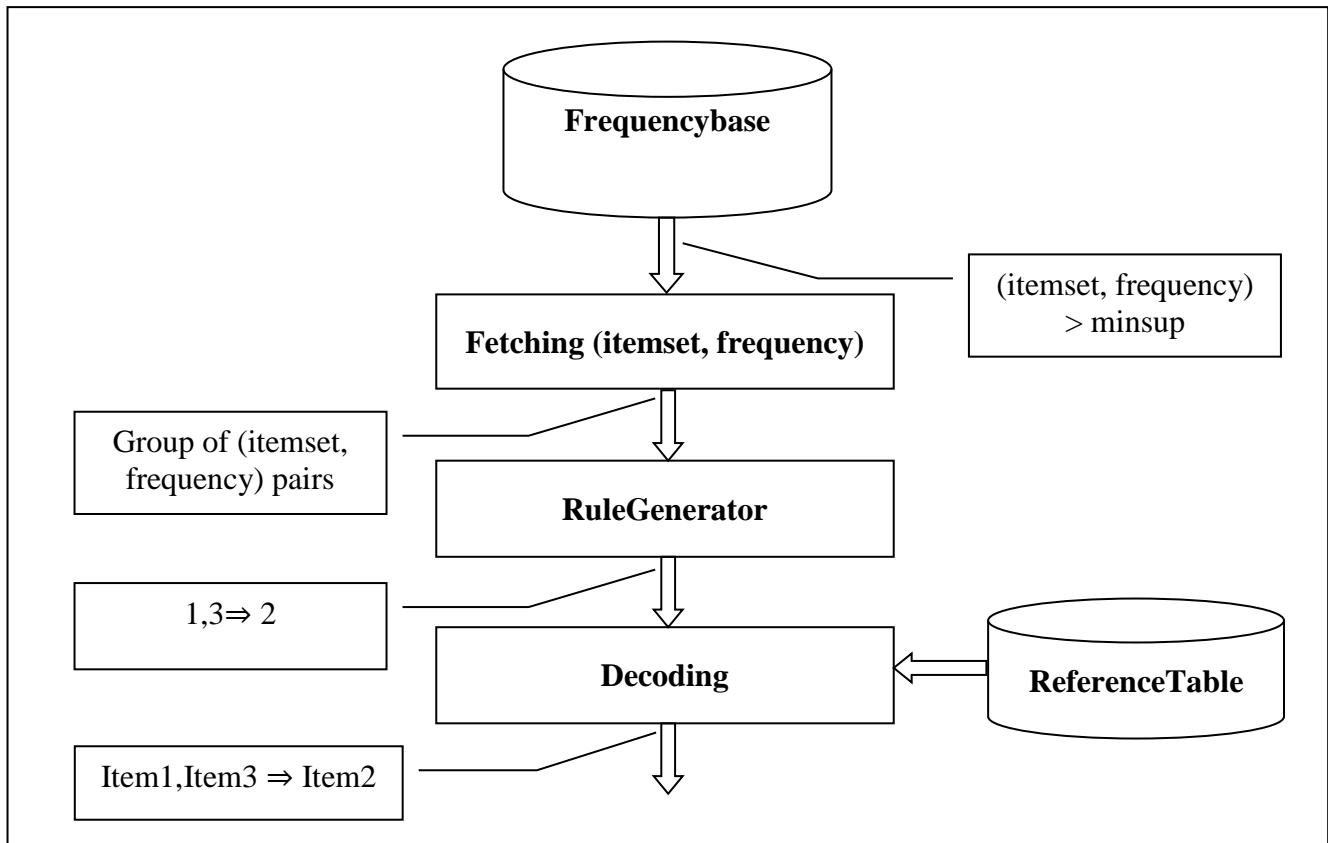 Frequencybase
(itemset, frequency)
> minsup
Fetching (itemset, frequency)
Group of (itemset,
frequency) pairs
RuleGenerator
1,3⇒ 2
Decoding
ReferenceTable
Item1,Item3 ⇒ Item2